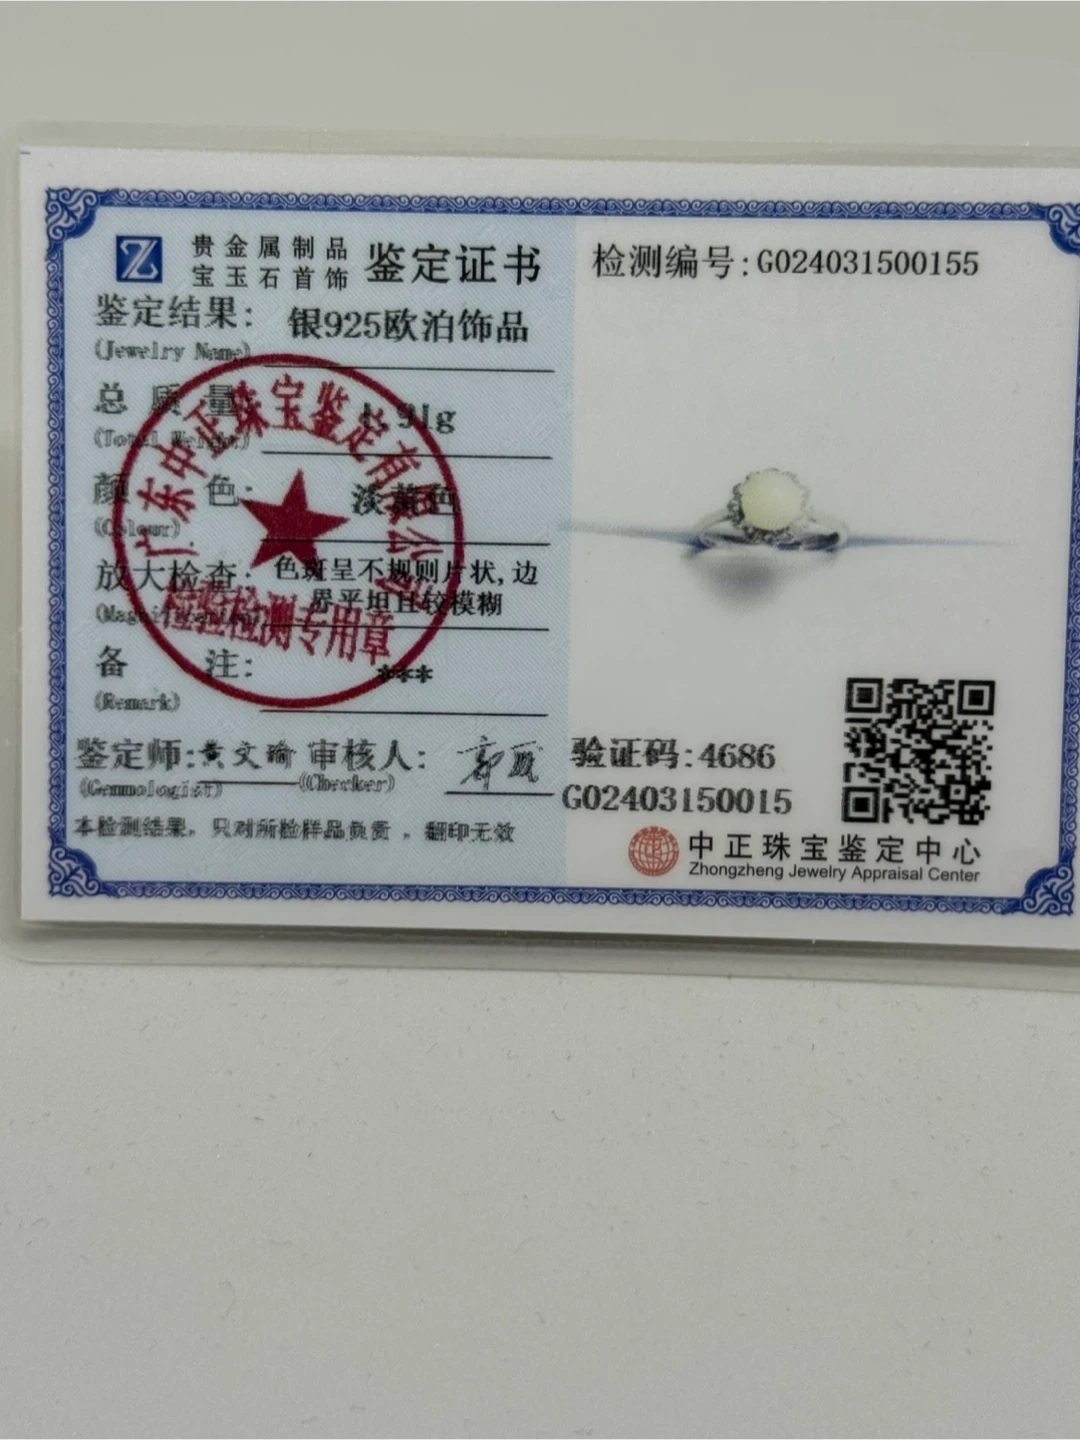 贵金属制品
宝玉石首饰
鉴定证书
鉴定结果: 银925欧泊饰品
(Jewelry Name)
总质量: 1.91g
(Total Weight)
颜色: 淡黄色
(Colour)
放大检查: 色斑呈不规则片状,边
界平坦且较模糊
(Magnification)
备注: ***
(Remark)
鉴定师: 黄文瑜 审核人:
(Gemmologist) (Checker)
本检测结果,只对所检样品负责,翻印无效
广东中正珠宝鉴定有限公司
检验检测专用章
检测编号:G024031500155
验证码:4686
G02403150015
中正珠宝鉴定中心
Zhongzheng Jewelry Appraisal Center